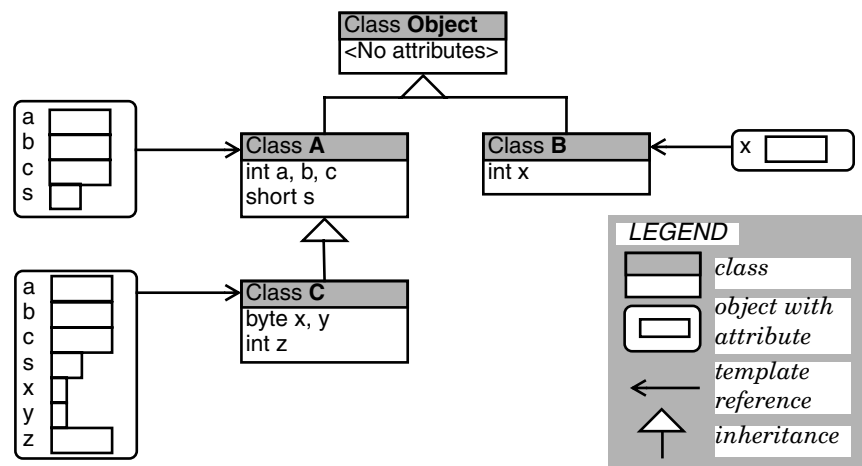 Class Object
<No attributes>
a
b
c
s
Class A
int a, b, c
short s
Class B
int x
x
a
b
c
s
x
y
z
Class C
byte x, y
int z
LEGEND
class
object with
attribute
template
reference
inheritance